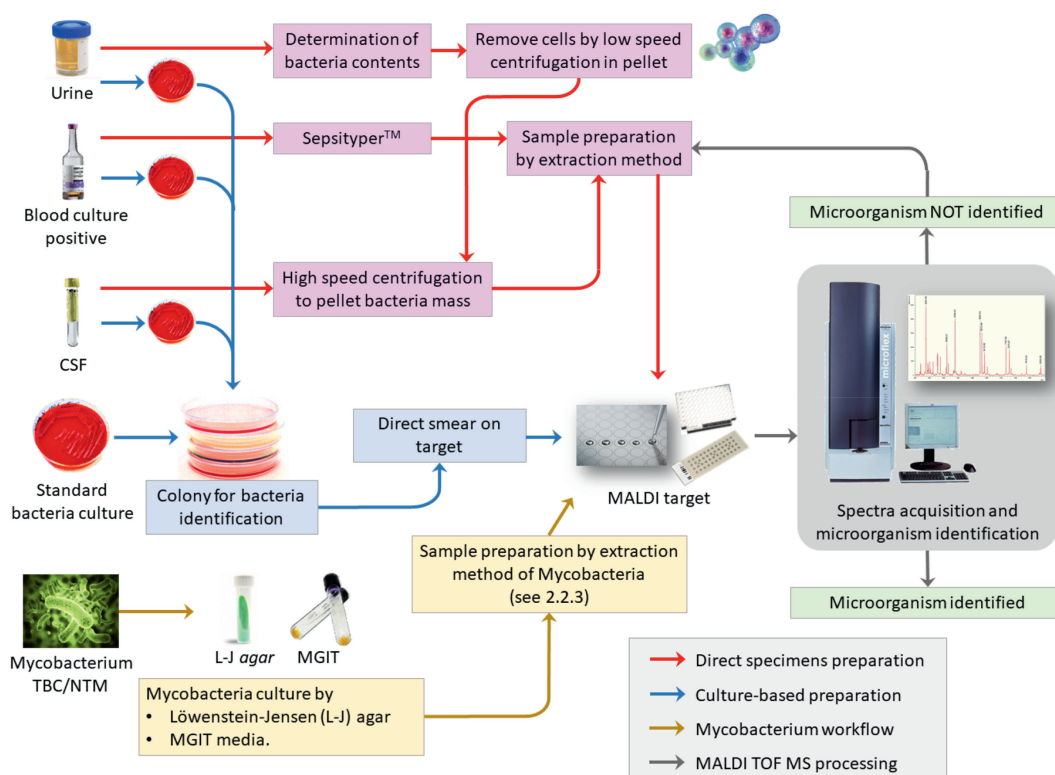 Urine
Determination of
bacteria contents
Remove cells by low speed
centrifugation in pellet
Blood culture
positive
Sepsityper™
Sample preparation
by extraction method
Microorganism NOT identified
CSF
High speed centrifugation
to pellet bacteria mass
microflex
Standard
bacteria culture
Colony for bacteria
identification
Direct smear on
target
MALDI target
Spectra acquisition and
microorganism identification
Sample preparation by extraction
method of Mycobacteria
(see 2.2.3)
Microorganism identified
Mycobacterium
TBC/NTM
L-J agar
MGIT
Mycobacteria culture by
• Löwenstein-Jensen (L-J) agar
• MGIT media.
Direct specimens preparation
Culture-based preparation
Mycobacterium workflow
MALDI TOF MS processing